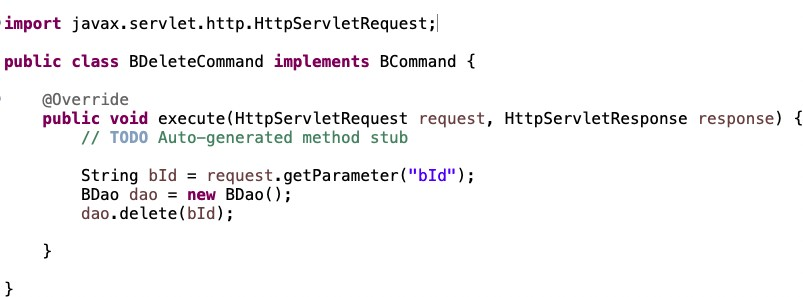 import javax.servlet.http.HttpServletRequest;
public class BDeleteCommand implements BCommand {
@Override
public void execute(HttpServletRequest request, HttpServletResponse response) {
// TODO Auto-generated method stub
String bId = request.getParameter("bId");
BDao dao = new BDao();
dao.delete(bId);
}
}